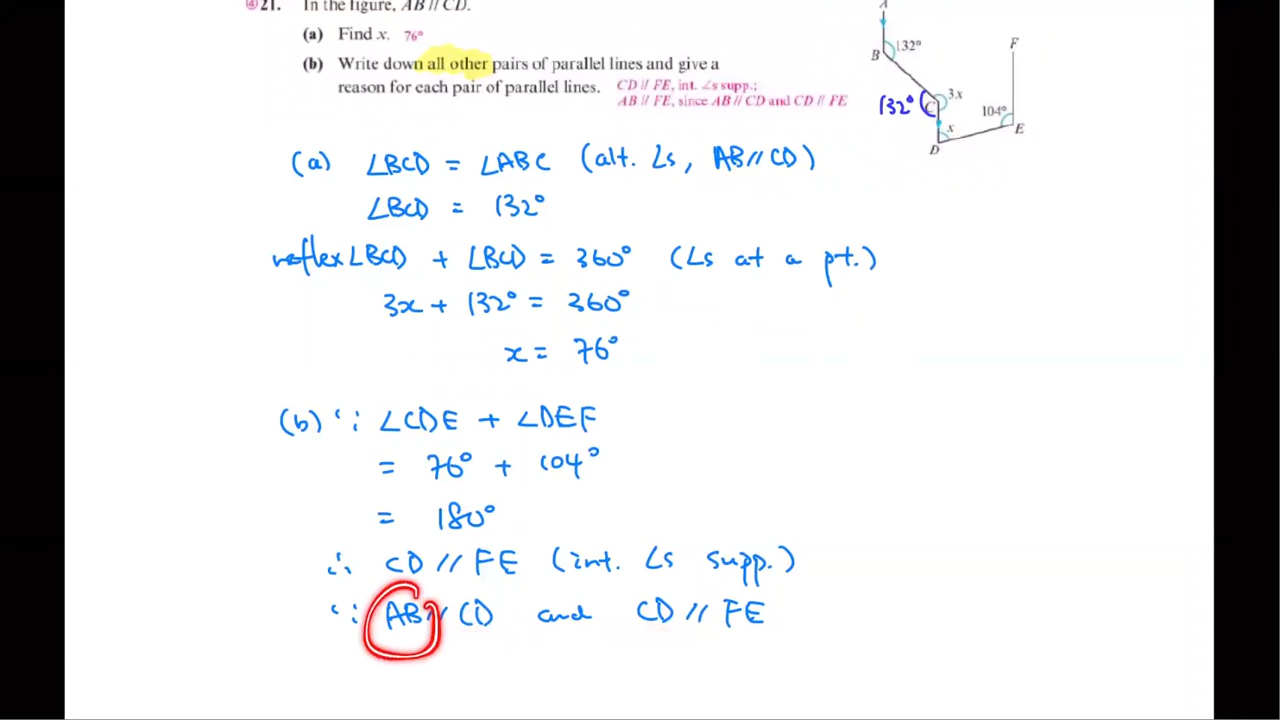 ④21. In the figure, AB // CD.
(a) Find x. 76°
(b) Write down all other pairs of parallel lines and give a
reason for each pair of parallel lines. CD // FE, int. ∠s supp.;
AB // FE, since AB // CD and CD // FE
A
B 132°
F
132° C 3x
104°
x E
D
(a) ∠BCD = ∠ABC (alt. ∠s, AB // CD)
∠BCD = 132°
reflex∠BCD + ∠BCD = 360° (∠s at a pt.)
3x + 132° = 360°
x = 76°
(b) ∵ ∠CDE + ∠DEF
= 76° + 104°
= 180°
∴ CD // FE (int. ∠s supp.)
∵ AB // CD and CD // FE